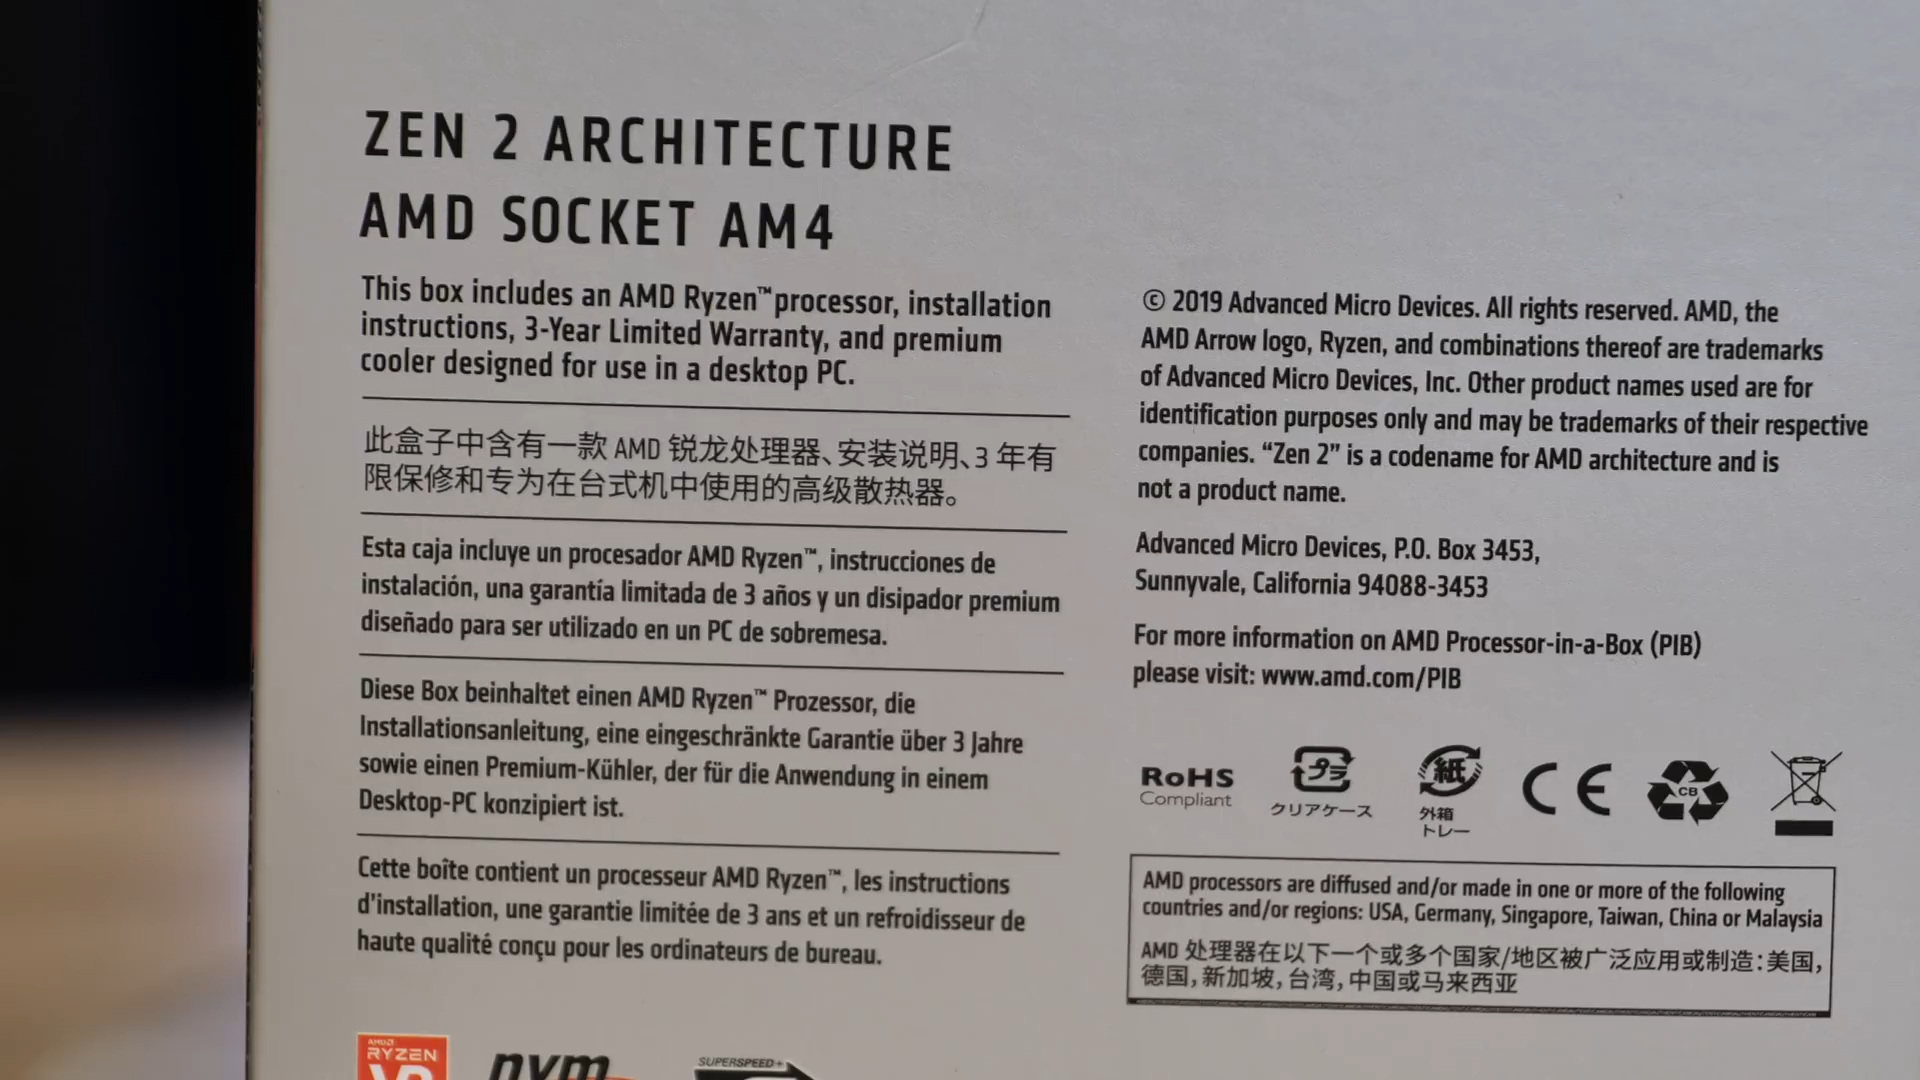 ZEN 2 ARCHITECTURE
AMD SOCKET AM4
This box includes an AMD Ryzen™ processor, installation
instructions, 3-Year Limited Warranty, and premium
cooler designed for use in a desktop PC.
此盒子中含有一款 AMD 锐龙处理器、安装说明、3 年有
限保修和专为在台式机中使用的高级散热器。
Esta caja incluye un procesador AMD Ryzen™, instrucciones de
instalación, una garantía limitada de 3 años y un disipador premium
diseñado para ser utilizado en un PC de sobremesa.
Diese Box beinhaltet einen AMD Ryzen™ Prozessor, die
Installationsanleitung, eine eingeschränkte Garantie über 3 Jahre
sowie einen Premium-Kühler, der für die Anwendung in einem
Desktop-PC konzipiert ist.
Cette boîte contient un processeur AMD Ryzen™, les instructions
d'installation, une garantie limitée de 3 ans et un refroidisseur de
haute qualité conçu pour les ordinateurs de bureau.
© 2019 Advanced Micro Devices. All rights reserved. AMD, the
AMD Arrow logo, Ryzen, and combinations thereof are trademarks
of Advanced Micro Devices, Inc. Other product names used are for
identification purposes only and may be trademarks of their respective
companies. “Zen 2” is a codename for AMD architecture and is
not a product name.
Advanced Micro Devices, P.O. Box 3453,
Sunnyvale, California 94088-3453
For more information on AMD Processor-in-a-Box (PIB)
please visit: www.amd.com/PIB
RoHS
Compliant
プラ
クリアケース
紙
外箱
トレー
CE
CB
AMD processors are diffused and/or made in one or more of the following
countries and/or regions: USA, Germany, Singapore, Taiwan, China or Malaysia
AMD 处理器在以下一个或多个国家/地区被广泛应用或制造：美国，
德国，新加坡，台湾，中国或马来西亚
AMD
RYZEN
VR
nvm
SUPERSPEED+